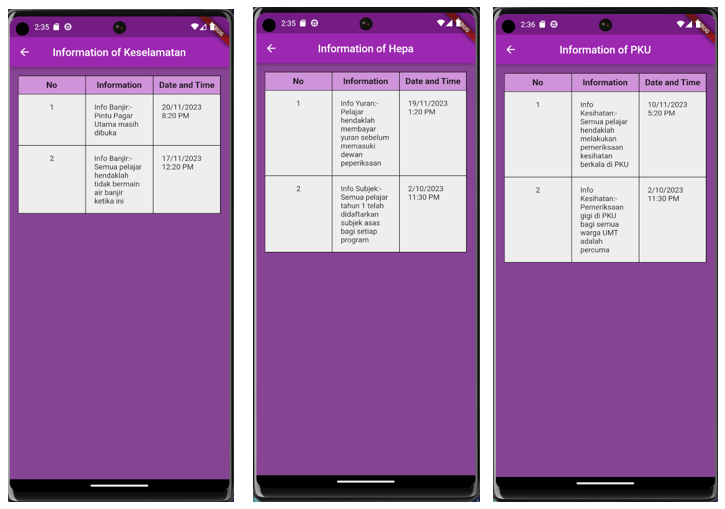 2:35
Information of Keselamatan
No Information Date and Time
1 Info Banjir:- 20/11/2023
Pintu Pagar 8:20 PM
Utama masih
dibuka
2 Info Banjir:- 17/11/2023
Semua pelajar 12:20 PM
hendaklah
tidak bermain
air banjir
ketika ini
2:35
Information of Hepa
No Information Date and Time
1 Info Yuran:- 19/11/2023
Pelajar 1:20 PM
hendaklah
membayar
yuran sebelum
memasuki
dewan
peperiksaan
2 Info Subjek:- 2/10/2023
Semua pelajar 11:30 PM
tahun 1 telah
didaftarkan
subjek asas
bagi setiap
program
2:36
Information of PKU
No Information Date and Time
1 Info 10/11/2023
Kesihatan:- 5:20 PM
Semua pelajar
hendaklah
melakukan
pemeriksaan
kesihatan
berkala di PKU
2 Info 2/10/2023
Kesihatan:- 11:30 PM
Pemeriksaan
gigi di PKU
bagi semua
warga UMT
adalah
percuma